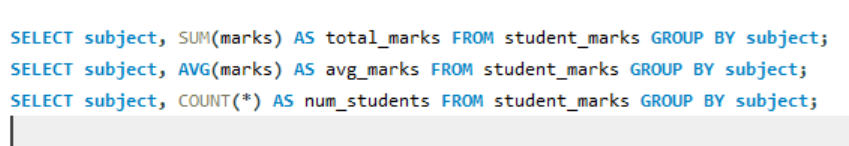 SELECT subject, SUM(marks) AS total_marks FROM student_marks GROUP BY subject;
SELECT subject, AVG(marks) AS avg_marks FROM student_marks GROUP BY subject;
SELECT subject, COUNT(*) AS num_students FROM student_marks GROUP BY subject;